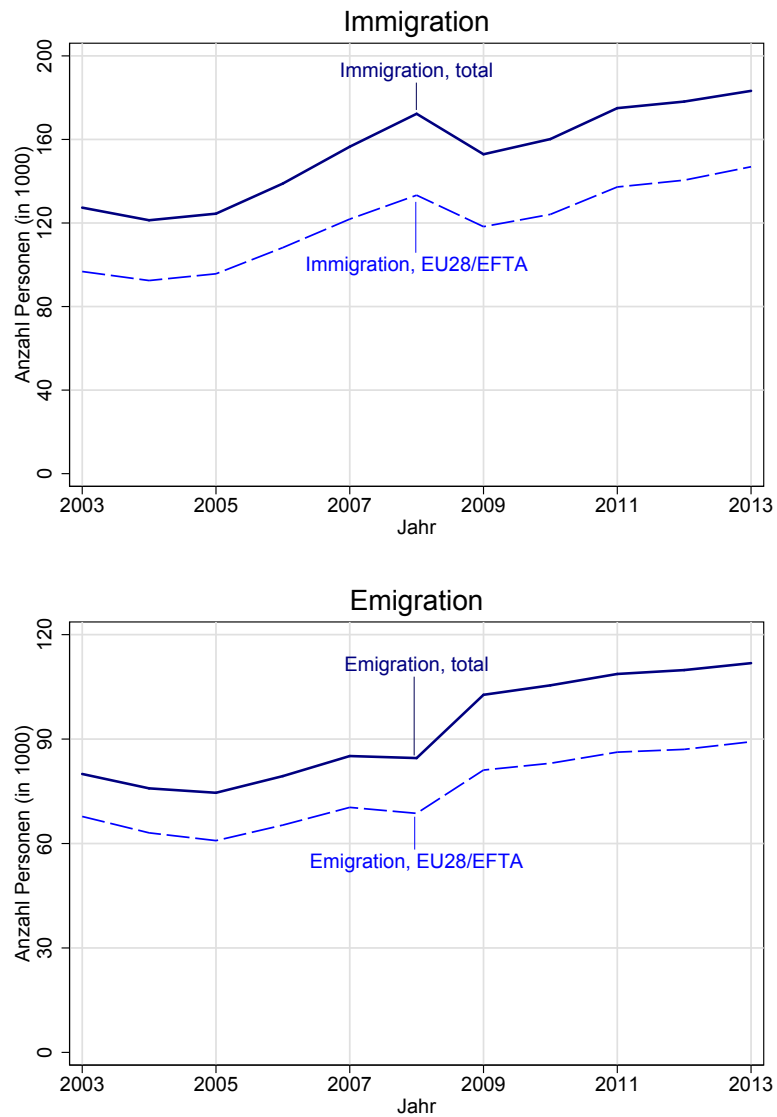 Immigration
Anzahl Personen (in 1000)
200
160
120
80
40
0
Immigration, total
Immigration, EU28/EFTA
2003 2005 2007 2009 2011 2013
Jahr
Emigration
Anzahl Personen (in 1000)
120
90
60
30
0
Emigration, total
Emigration, EU28/EFTA
2003 2005 2007 2009 2011 2013
Jahr